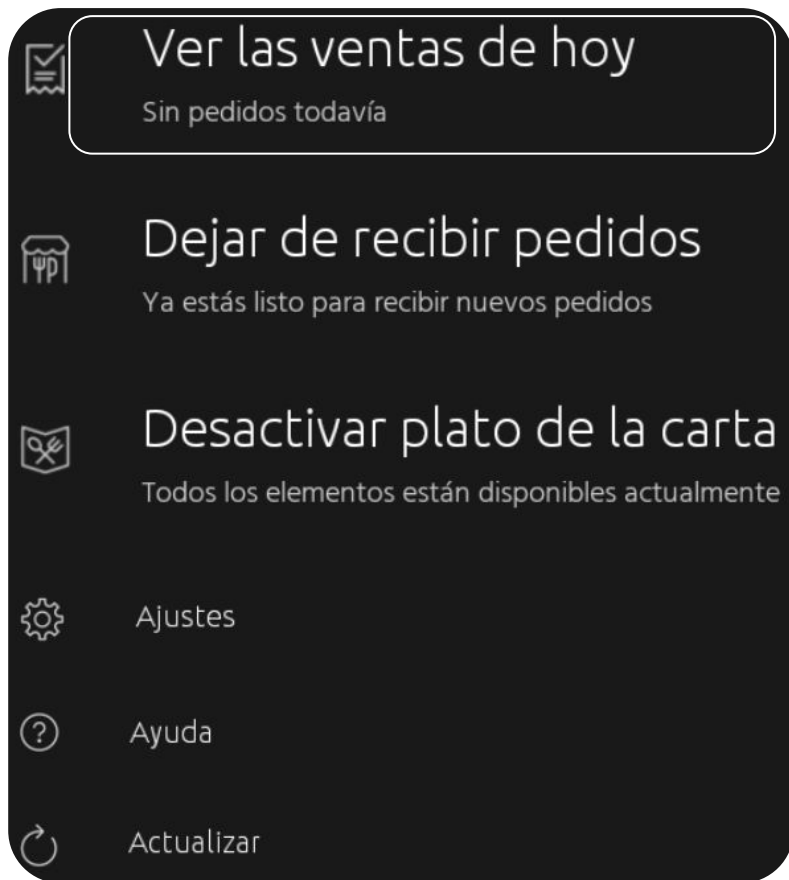 Ver las ventas de hoy
Sin pedidos todavía
Dejar de recibir pedidos
Ya estás listo para recibir nuevos pedidos
Desactivar plato de la carta
Todos los elementos están disponibles actualmente
Ajustes
Ayuda
Actualizar